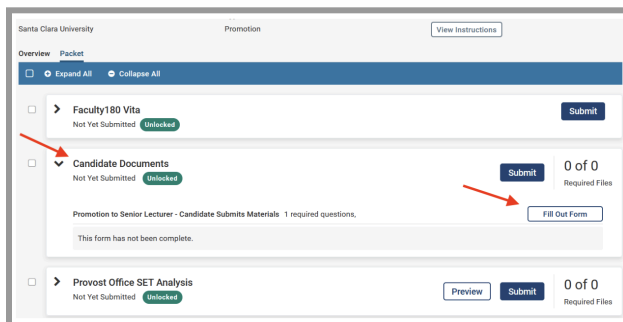 Santa Clara University
Promotion
View Instructions
Overview Packet
Expand All Collapse All
Faculty180 Vita
Not Yet Submitted Unlocked
Submit
Candidate Documents
Not Yet Submitted Unlocked
Submit
0 of 0
Required Files
Promotion to Senior Lecturer - Candidate Submits Materials 1 required questions,
Fill Out Form
This form has not been complete.
Provost Office SET Analysis
Not Yet Submitted Unlocked
Preview
Submit
0 of 0
Required Files